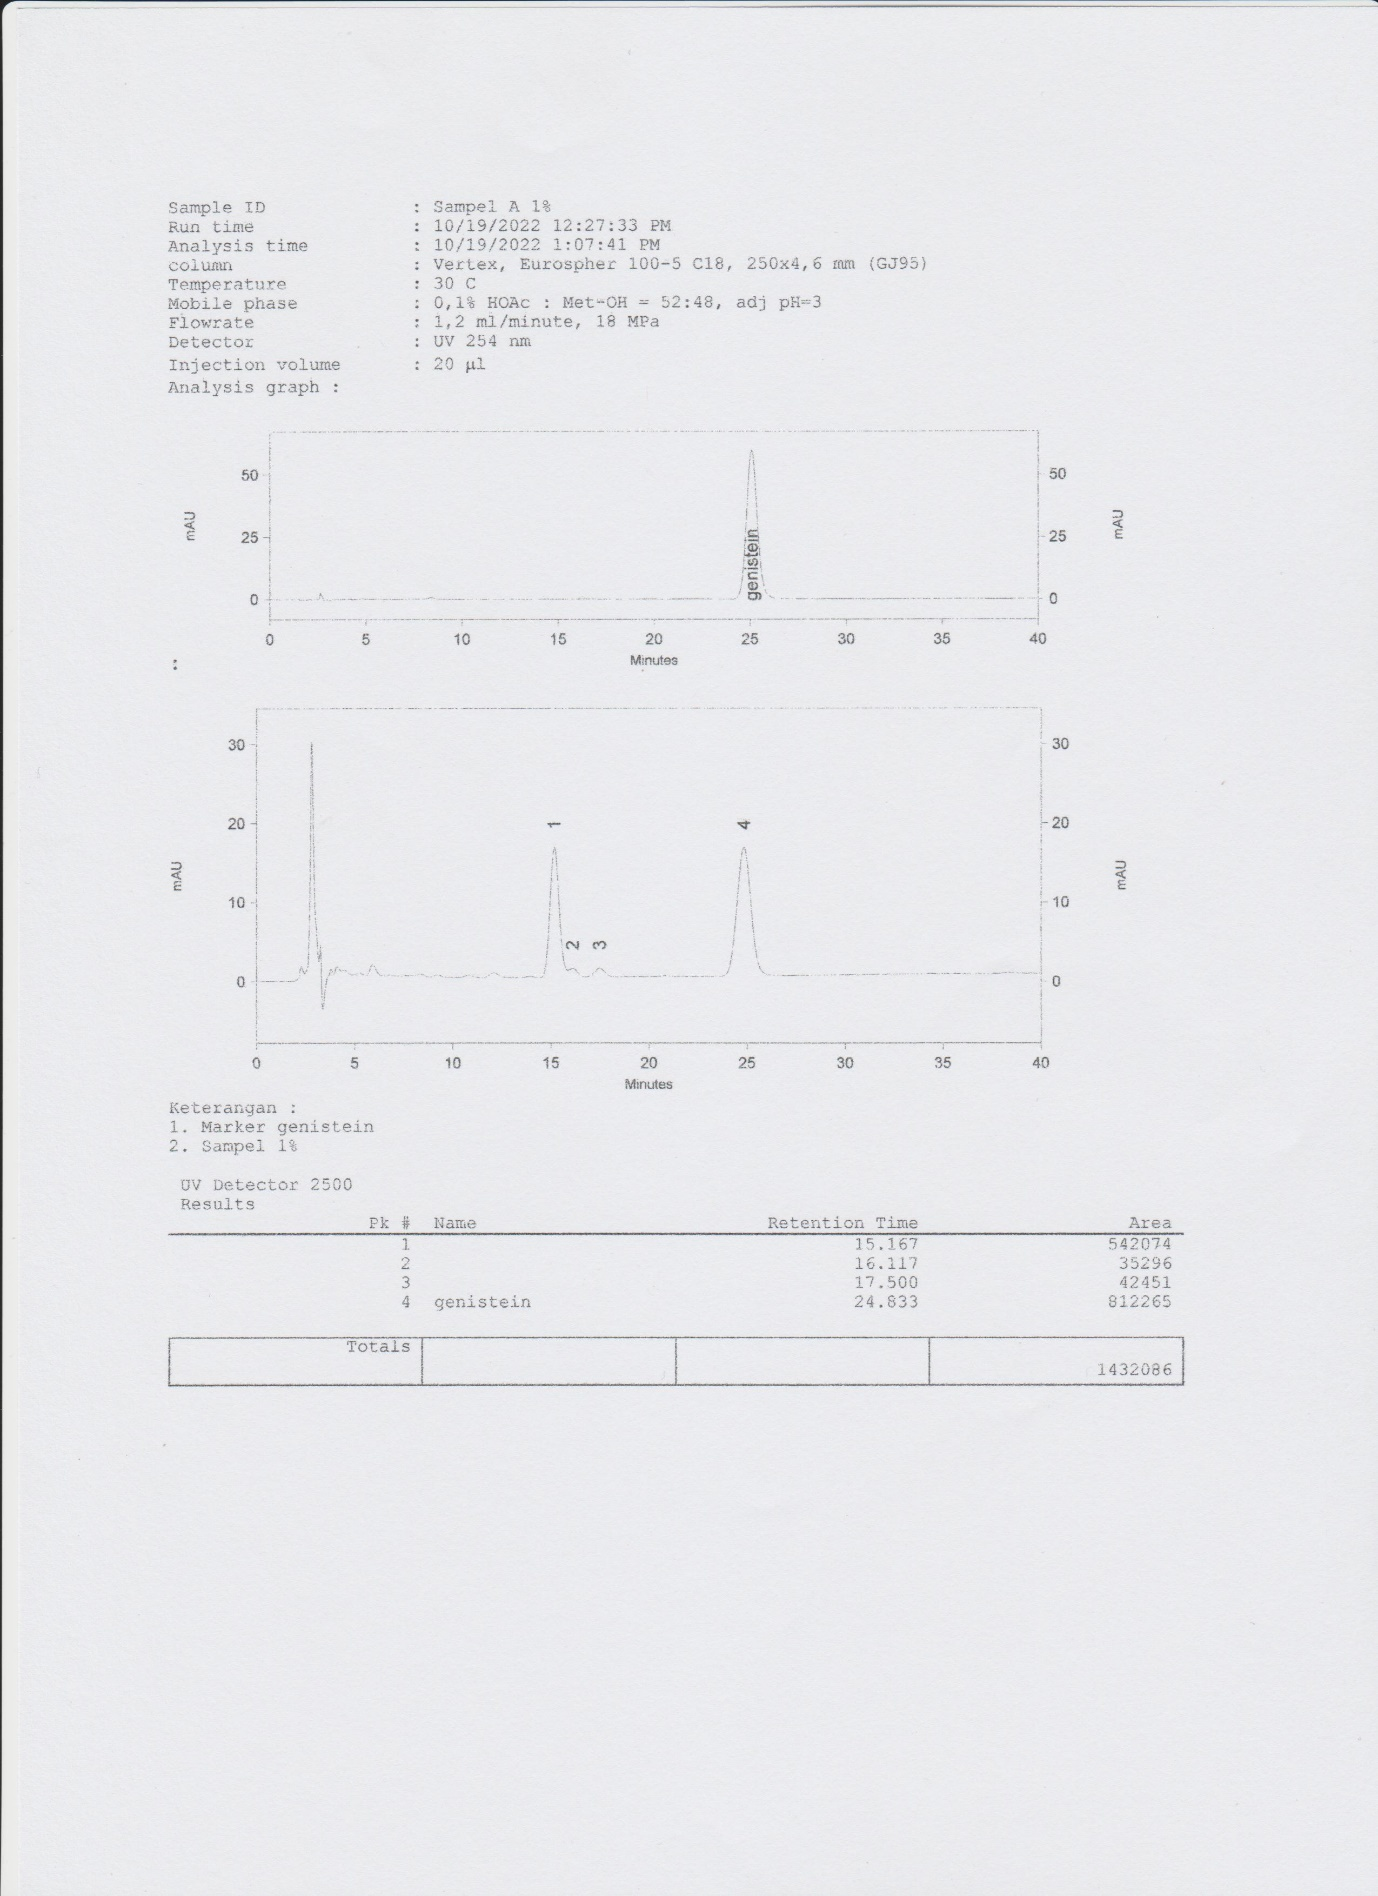 Sample ID : Sampel A 1%
Run time : 10/19/2022 12:27:33 PM
Analysis time : 10/19/2022 1:07:41 PM
column : Vertex, Eurospher 100-5 C18, 250x4,6 mm (GJ95)
Temperature : 30 C
Mobile phase : 0,1% HOAc : Met-OH = 52:48, adj pH=3
Flowrate : 1,2 ml/minute, 18 MPa
Detector : UV 254 nm
Injection volume : 20 µl
Analysis graph :
50 50
mAU mAU
25 25
genistein
0 0
0 5 10 15 20 25 30 35 40
Minutes
:
30 30
20 1 4 20
mAU mAU
10 10
2 3
0 0
0 5 10 15 20 25 30 35 40
Minutes
Keterangan :
1. Marker genistein
2. Sampel 1%
UV Detector 2500
Results
Pk # Name Retention Time Area
1 15.167 542074
2 16.117 35296
3 17.500 42451
4 genistein 24.833 812265
Totals
1432086